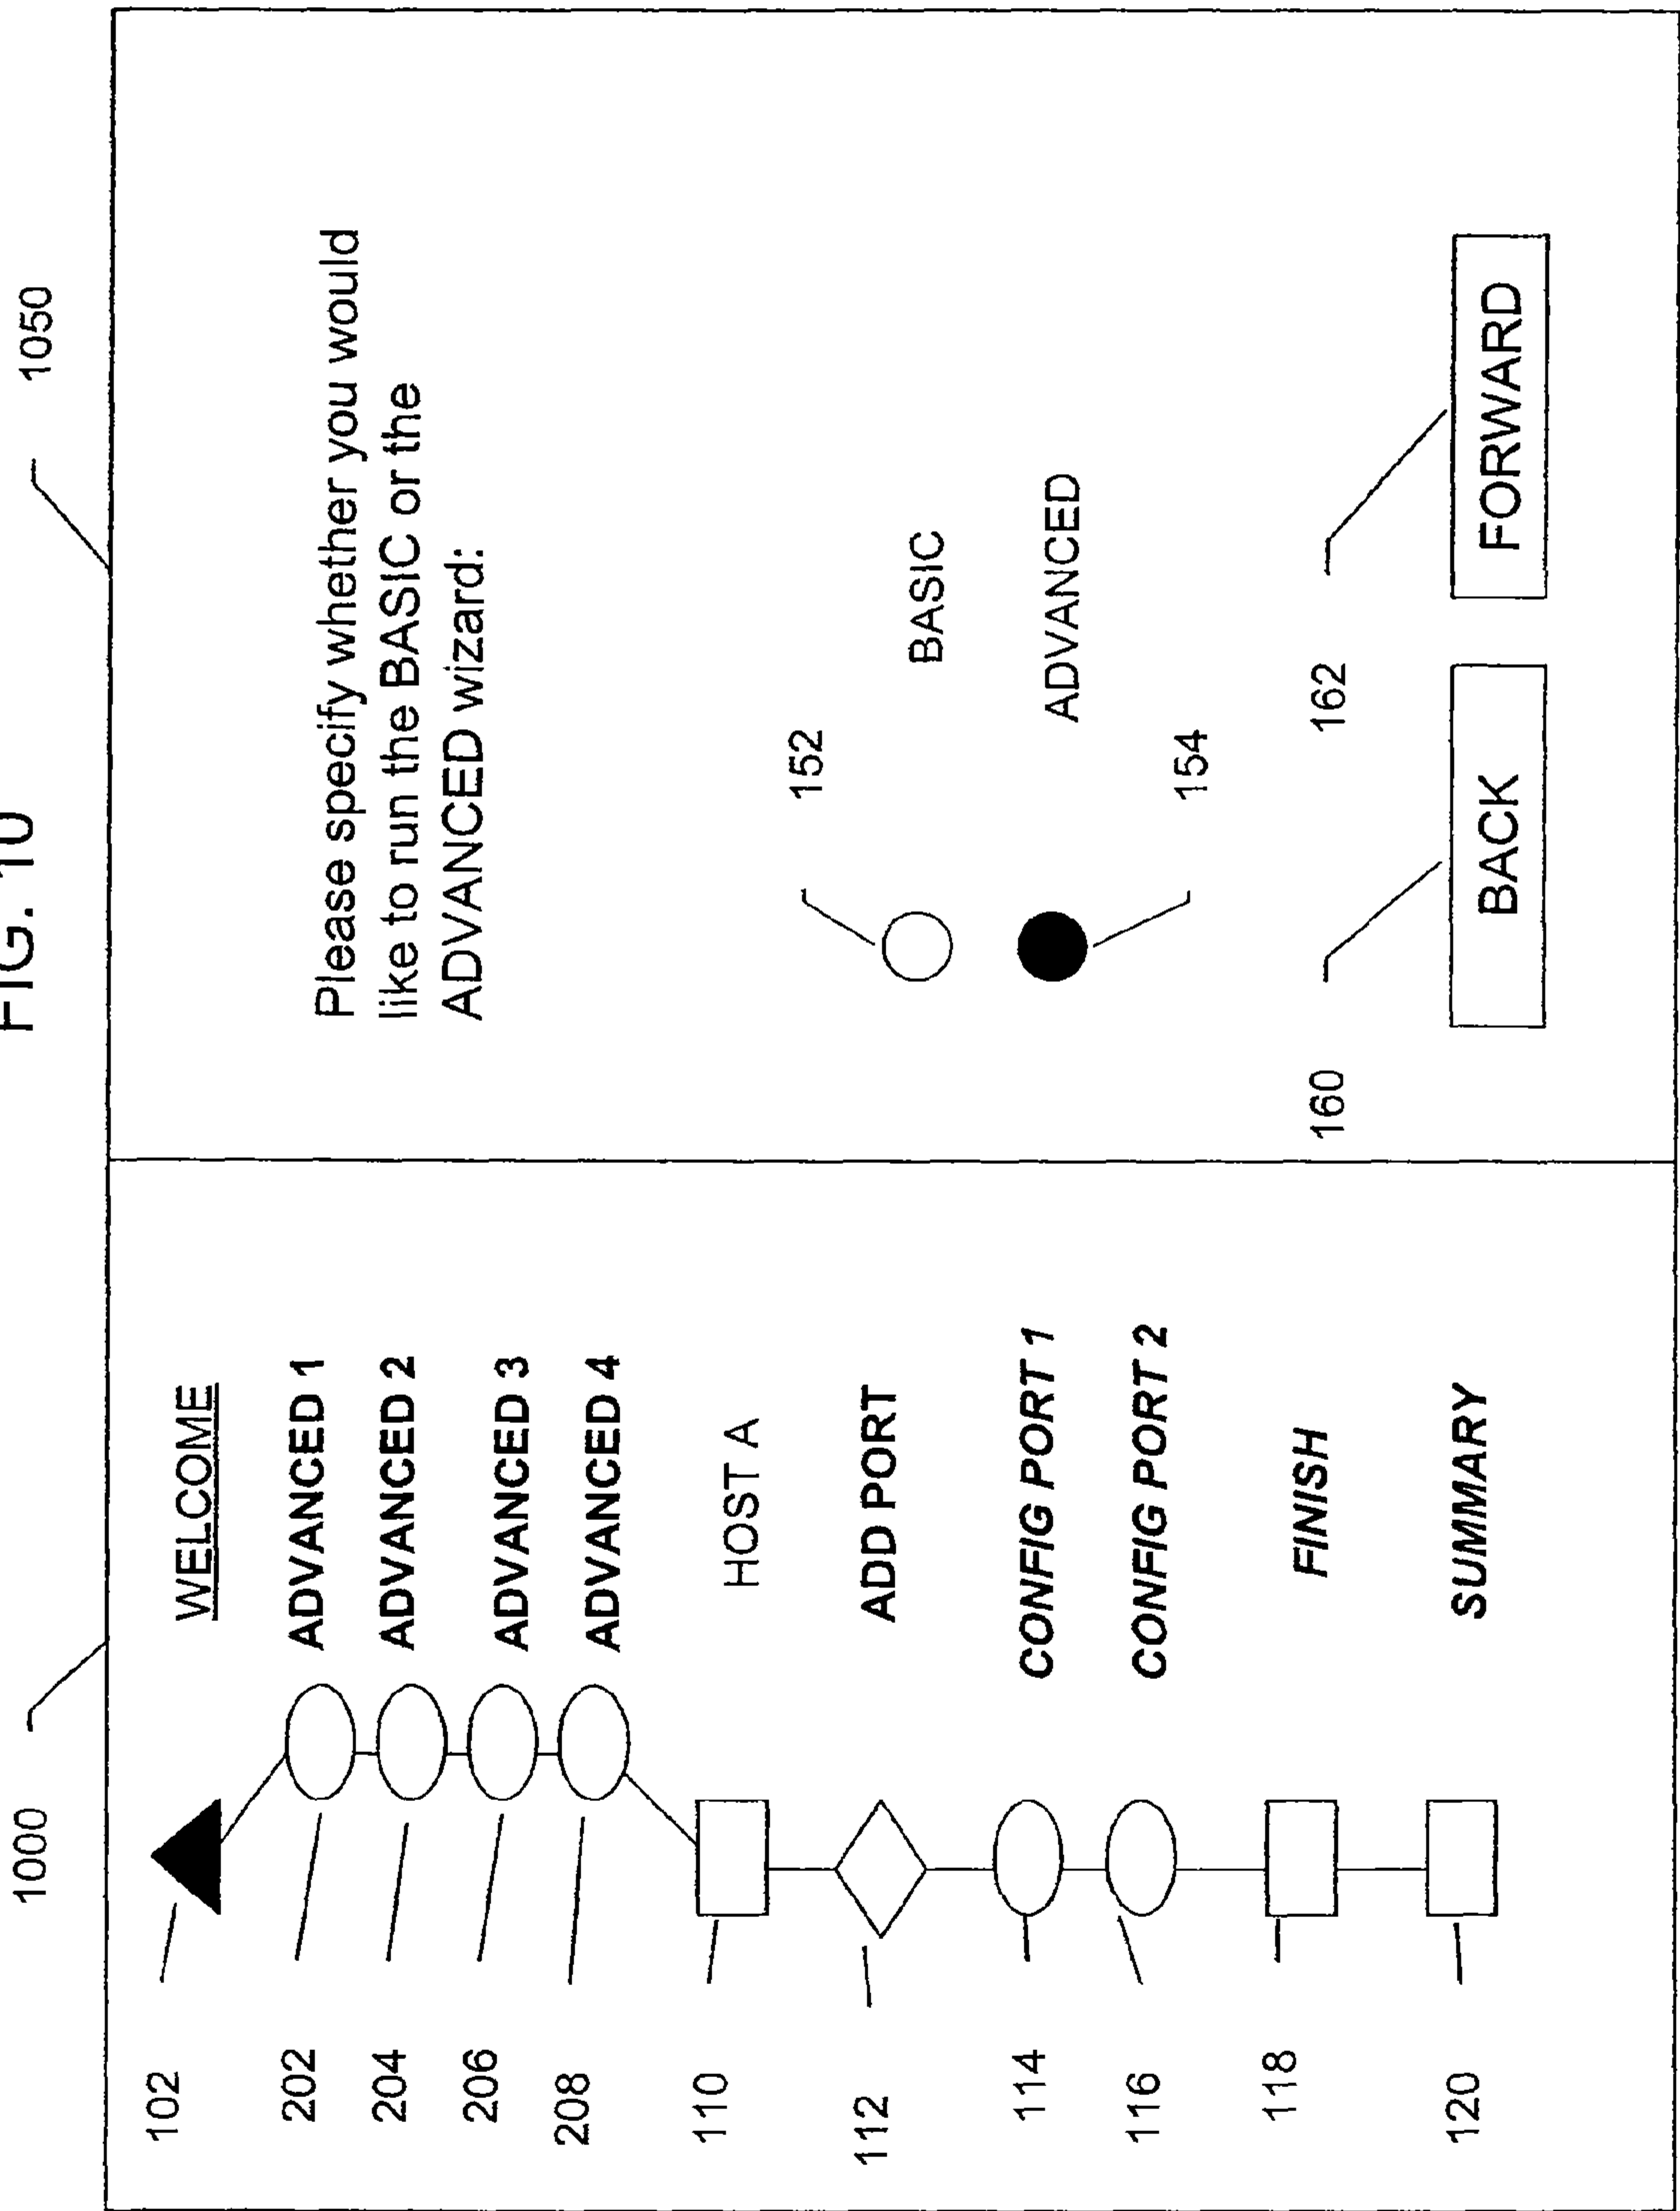 FIG. 10
1000
1050
102
WELCOME
202
ADVANCED 1
204
ADVANCED 2
206
ADVANCED 3
208
ADVANCED 4
110
HOST A
112
ADD PORT
114
CONFIG PORT 1
116
CONFIG PORT 2
118
FINISH
120
SUMMARY
Please specify whether you would
like to run the BASIC or the
ADVANCED wizard:
152
BASIC
ADVANCED
154
160
162
BACK
FORWARD